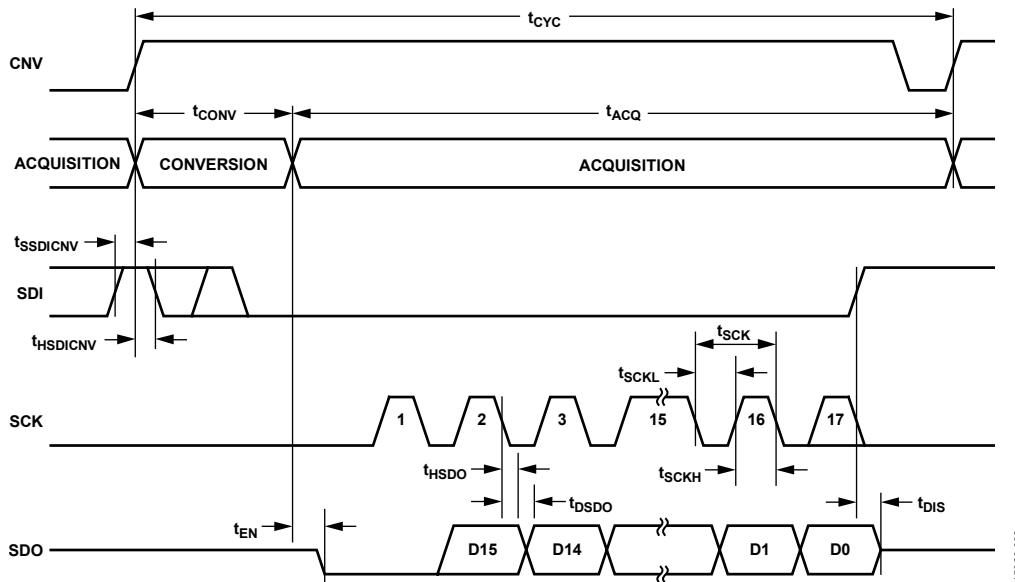 tCYC
CNV
tCONV
tACQ
ACQUISITION
CONVERSION
ACQUISITION
tSSDICNV
SDI
tHSDICNV
tSCK
tSCKL
SCK
1
2
3
15
16
17
tHSDO
tSCKH
tDSDO
tDIS
tEN
SDO
D15
D14
D1
D0